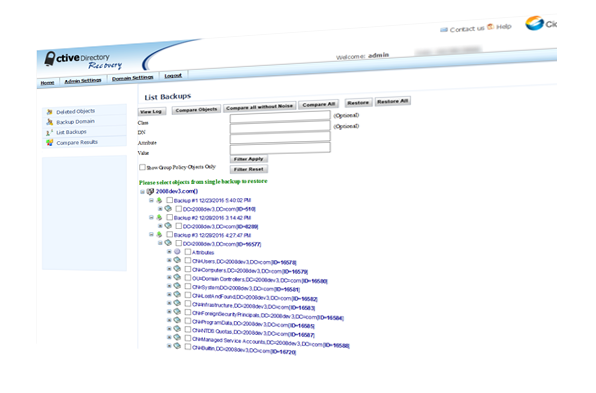 Contact us Help
ctiveDirectory
Recovery
Welcome: admin
Home Admin Settings Domain Settings Logout
Deleted Objects
Backup Domain
List Backups
Compare Results
List Backups
View Log Compare Objects Compare all without Noise Compare All Restore Restore All
Class (Optional)
DN (Optional)
Attribute
Value
Filter Apply
Show Group Policy Objects Only Filter Reset
Please select objects from single backup to restore
2008dev3.com()
Backup #1 12/23/2016 5:40:02 PM
DC=2008dev3,DC=com[ID=510]
Backup #2 12/28/2016 3:14:42 PM
DC=2008dev3,DC=com[ID=8289]
Backup #3 12/28/2016 4:27:47 PM
DC=2008dev3,DC=com[ID=16577]
Attributes
CN=Users,DC=2008dev3,DC=com[ID=16578]
CN=Computers,DC=2008dev3,DC=com[ID=16579]
OU=Domain Controllers,DC=2008dev3,DC=com[ID=16580]
CN=System,DC=2008dev3,DC=com[ID=16581]
CN=LostAndFound,DC=2008dev3,DC=com[ID=16582]
CN=Infrastructure,DC=2008dev3,DC=com[ID=16583]
CN=ForeignSecurityPrincipals,DC=2008dev3,DC=com[ID=16584]
CN=ProgramData,DC=2008dev3,DC=com[ID=16585]
CN=NTDS Quotas,DC=2008dev3,DC=com[ID=16587]
CN=Managed Service Accounts,DC=2008dev3,DC=com[ID=16588]
CN=Builtin,DC=2008dev3,DC=com[ID=16720]